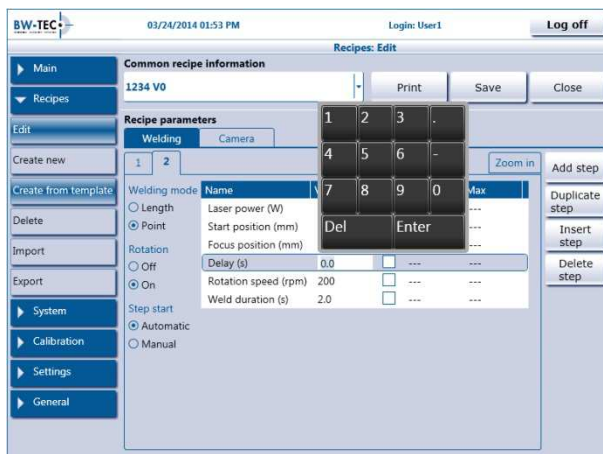 BW-TEC
03/24/2014 01:53 PM
Login: User1
Log off
Recipes: Edit
Main
Recipes
Edit
Create new
Create from template
Delete
Import
Export
System
Calibration
Settings
General
Common recipe information
1234 V0
Print
Save
Close
Recipe parameters
Welding
Camera
1
2
Zoom in
Welding mode
Length
Point
Rotation
Off
On
Step start
Automatic
Manual
Name
Max
Laser power (W)
---
Start position (mm)
---
Focus position (mm)
---
Delay (s)
0.0
---
---
Rotation speed (rpm)
200
---
---
Weld duration (s)
2.0
---
---
1 2 3 .
4 5 6 -
7 8 9 0
Del
Enter
Add step
Duplicate
step
Insert
step
Delete
step